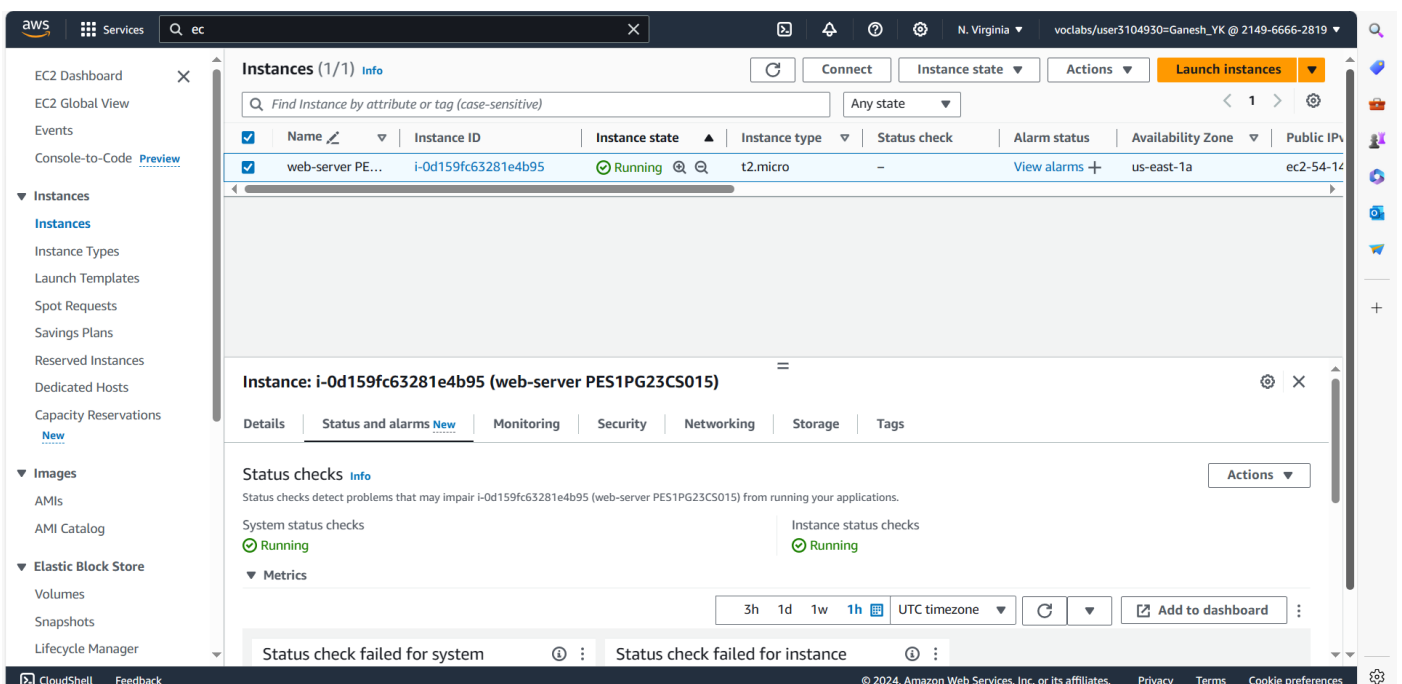 aws Services ec N. Virginia voclabs/user3104930=Ganesh_YK @ 2149-6666-2819
EC2 Dashboard
EC2 Global View
Events
Console-to-Code Preview
Instances
Instances
Instance Types
Launch Templates
Spot Requests
Savings Plans
Reserved Instances
Dedicated Hosts
Capacity Reservations
New
Images
AMIs
AMI Catalog
Elastic Block Store
Volumes
Snapshots
Lifecycle Manager
Instances (1/1) Info Connect Instance state Actions Launch instances
Find Instance by attribute or tag (case-sensitive) Any state 1
Name Instance ID Instance state Instance type Status check Alarm status Availability Zone Public IPv
web-server PE... i-0d159fc63281e4b95 Running t2.micro – View alarms + us-east-1a ec2-54-14
Instance: i-0d159fc63281e4b95 (web-server PES1PG23CS015)
Details Status and alarms New Monitoring Security Networking Storage Tags
Status checks Info Actions
Status checks detect problems that may impair i-0d159fc63281e4b95 (web-server PES1PG23CS015) from running your applications.
System status checks Instance status checks
Running Running
Metrics
3h 1d 1w 1h UTC timezone Add to dashboard
Status check failed for system Status check failed for instance
CloudShell Feedback © 2024, Amazon Web Services, Inc. or its affiliates. Privacy Terms Cookie preferences